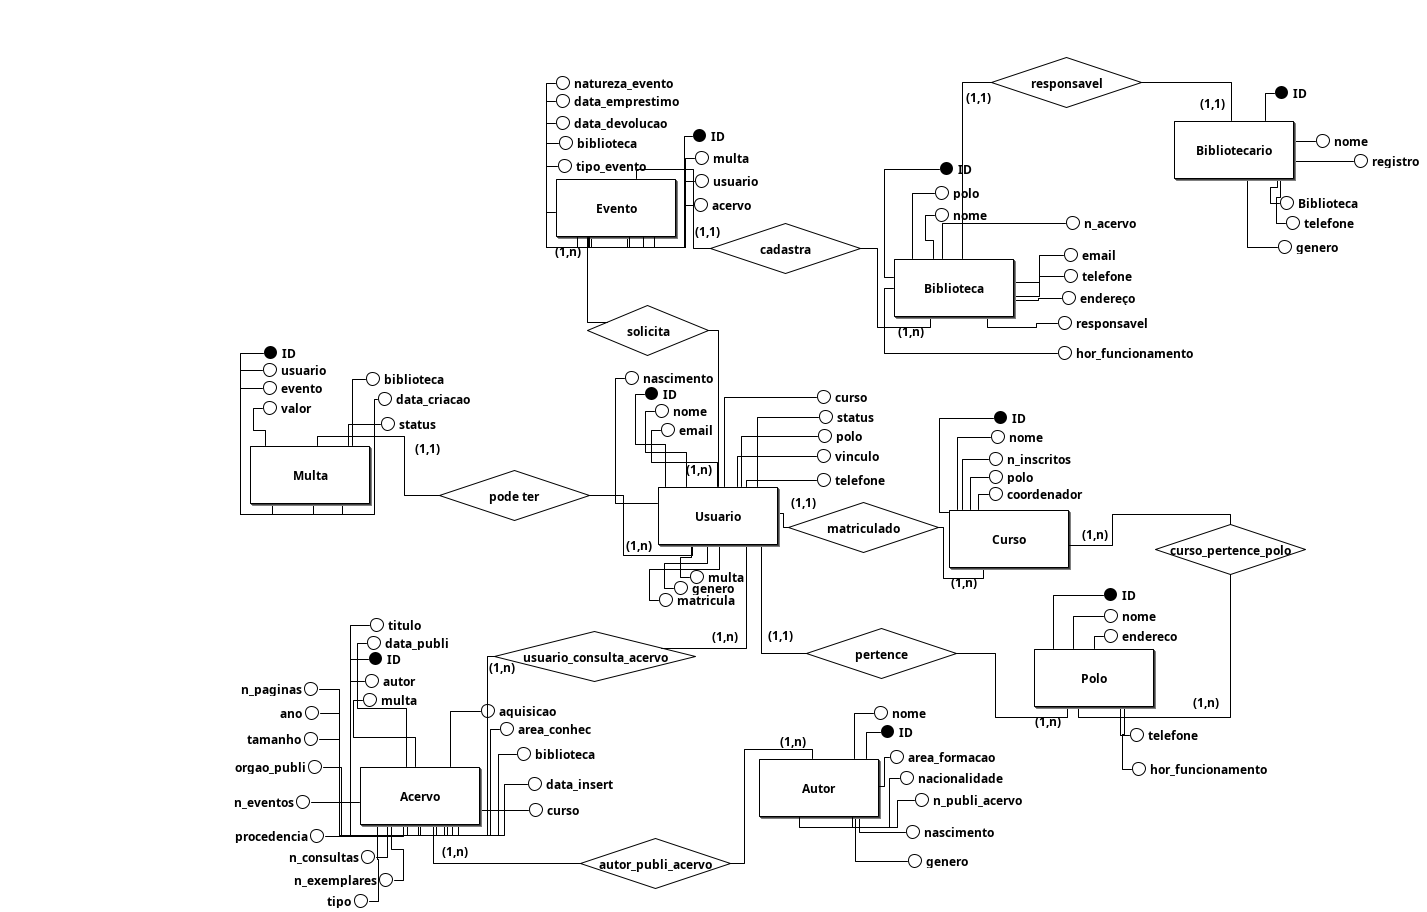 natureza_evento
data_emprestimo
data_devolucao
biblioteca
tipo_evento
ID
multa
usuario
acervo
Evento
(1,n)
(1,1)
cadastra
responsavel
(1,1)
(1,1)
ID
nome
registro
Bibliotecario
Biblioteca
telefone
genero
ID
polo
nome
n_acervo
email
telefone
endereço
responsavel
hor_funcionamento
Biblioteca
(1,n)
solicita
ID
usuario
evento
valor
biblioteca
data_criacao
status
Multa
(1,1)
pode ter
nascimento
ID
nome
email
(1,n)
curso
status
polo
vinculo
telefone
Usuario
(1,n)
multa
genero
matricula
(1,1)
matriculado
ID
nome
n_inscritos
polo
coordenador
Curso
(1,n)
(1,n)
curso_pertence_polo
ID
nome
endereco
Polo
(1,n)
(1,n)
telefone
hor_funcionamento
(1,n)
(1,1)
pertence
usuario_consulta_acervo
(1,n)
titulo
data_publi
ID
autor
multa
n_paginas
ano
tamanho
orgao_publi
n_eventos
procedencia
n_consultas
n_exemplares
tipo
aquisicao
area_conhec
biblioteca
data_insert
curso
Acervo
(1,n)
autor_publi_acervo
(1,n)
nome
ID
area_formacao
nacionalidade
n_publi_acervo
nascimento
genero
Autor